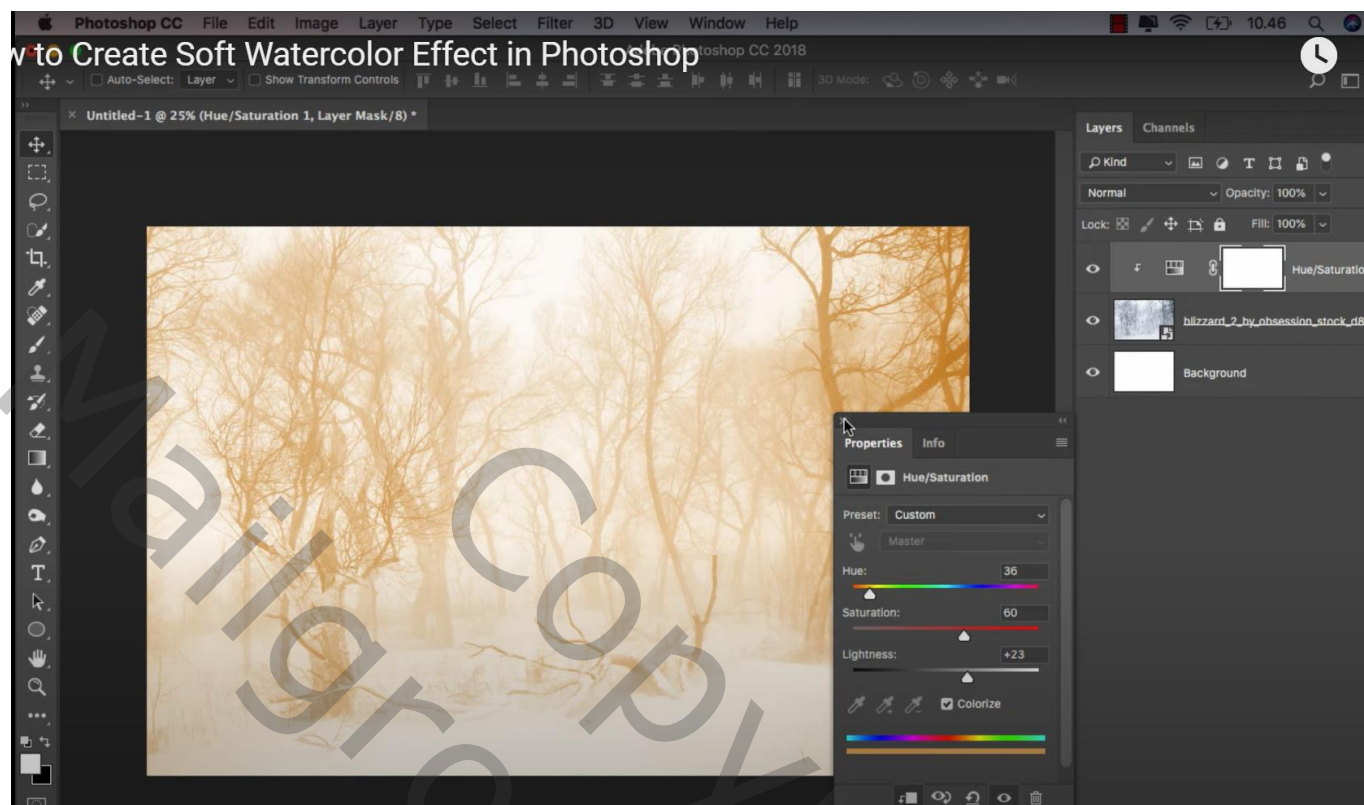 Photoshop CC File Edit Image Layer Type Select Filter 3D View Window Help 10.46
to Create Soft Watercolor Effect in Photoshop
toshop CC 2018
Auto-Select: Layer Show Transform Controls 3D Mode:
Untitled-1 @ 25% (Hue/Saturation 1, Layer Mask/8) *
Layers Channels
Kind
Normal Opacity: 100%
Lock: Fill: 100%
Hue/Saturatio
blizzard_2_by_obsession_stock_d8
Background
Properties Info
Hue/Saturation
Preset: Custom
Master
Hue: 36
Saturation: 60
Lightness: +23
Colorize
Mailgro
Copy